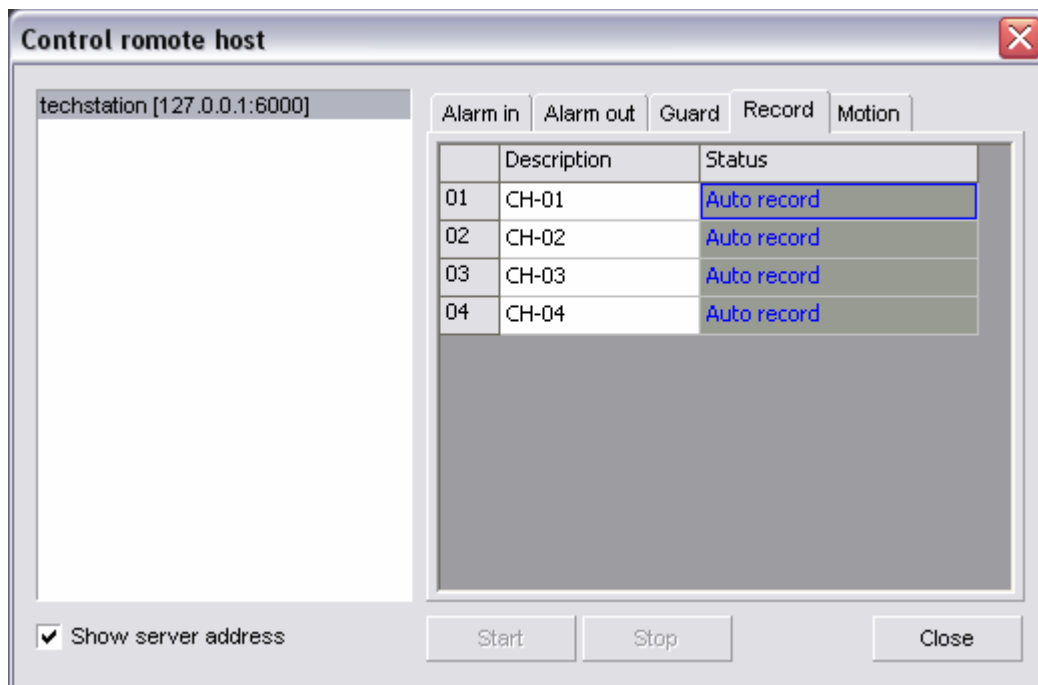 Control romote host
techstation [127.0.0.1:6000]
Alarm in Alarm out Guard Record Motion
Description Status
01 CH-01 Auto record
02 CH-02 Auto record
03 CH-03 Auto record
04 CH-04 Auto record
Show server address Start Stop Close